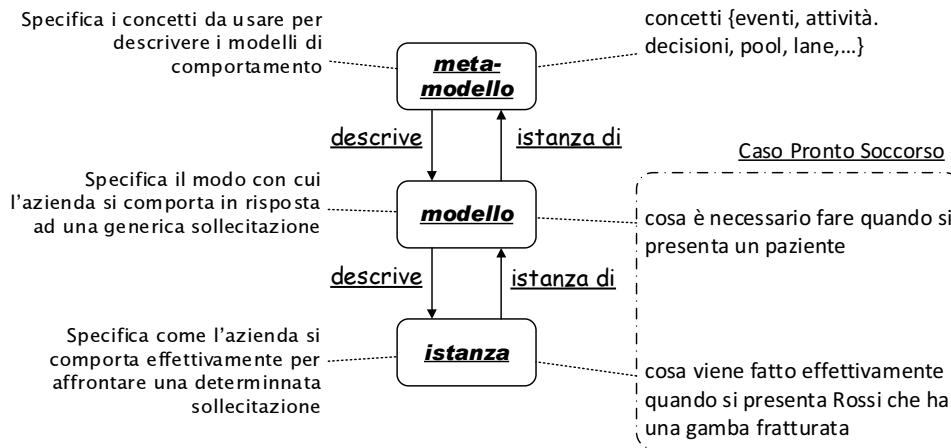 Specifica i concetti da usare per
descrivere i modelli di
comportamento
meta-
modello
concetti {eventi, attività.
decisioni, pool, lane,...}
descrive
istanza di
Caso Pronto Soccorso
Specifica il modo con cui
l'azienda si comporta in risposta
ad una generica sollecitazione
modello
cosa è necessario fare quando si
presenta un paziente
descrive
istanza di
Specifica come l'azienda si
comporta effettivamente per
affrontare una determinnata
sollecitazione
istanza
cosa viene fatto effettivamente
quando si presenta Rossi che ha
una gamba fratturata